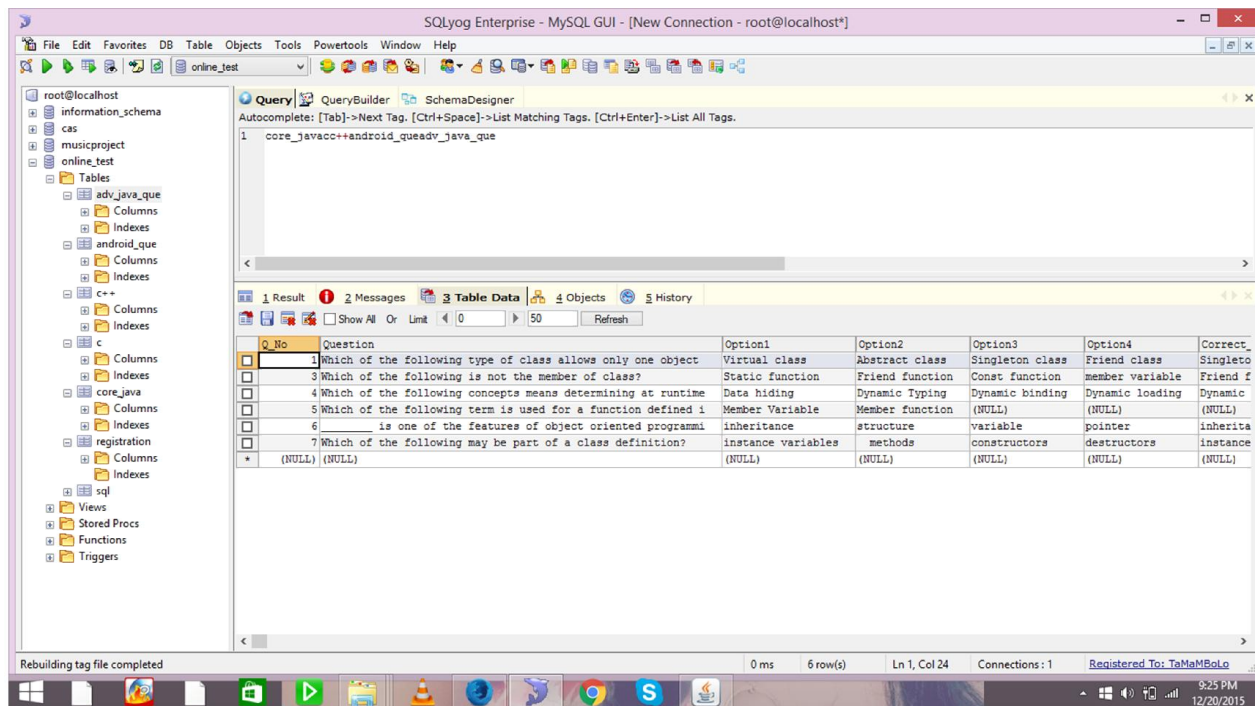 SQLyog Enterprise - MySQL GUI - [New Connection - root@localhost*]
File Edit Favorites DB Table Objects Tools Powertools Window Help
online_test
root@localhost
information_schema
cas
musicproject
online_test
Tables
adv_java_que
Columns
Indexes
android_que
Columns
Indexes
c++
Columns
Indexes
c
Columns
Indexes
core_java
Columns
Indexes
registration
Columns
Indexes
sql
Views
Stored Procs
Functions
Triggers
Query QueryBuilder SchemaDesigner
Autocomplete: [Tab]->Next Tag. [Ctrl+Space]->List Matching Tags. [Ctrl+Enter]->List All Tags.
1 core_javacc++android_queadv_java_que
1 Result 2 Messages 3 Table Data 4 Objects 5 History
Show All Or Limit 0 50 Refresh
Q_No Question Option1 Option2 Option3 Option4 Correct_
1 Which of the following type of class allows only one object Virtual class Abstract class Singleton class Friend class Singleto
3 Which of the following is not the member of class? Static function Friend function Const function member variable Friend f
4 Which of the following concepts means determining at runtime Data hiding Dynamic Typing Dynamic binding Dynamic loading Dynamic
5 Which of the following term is used for a function defined i Member Variable Member function (NULL) (NULL) (NULL)
6 _______ is one of the features of object oriented programmi inheritance structure variable pointer inherita
7 Which of the following may be part of a class definition? instance variables methods constructors destructors instance
* (NULL) (NULL) (NULL) (NULL) (NULL) (NULL) (NULL)
Rebuilding tag file completed 0 ms 6 row(s) Ln 1, Col 24 Connections : 1 Registered To: TaMaMBoLo
9:25 PM
12/20/2015